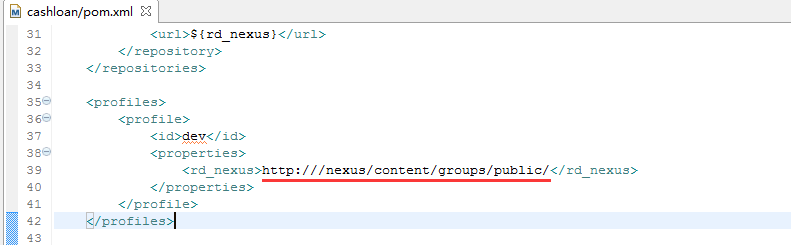 cashloan/pom.xml
31 <url>${rd_nexus}</url>
32 </repository>
33 </repositories>
34
35 <profiles>
36 <profile>
37 <id>dev</id>
38 <properties>
39 <rd_nexus>http:///nexus/content/groups/public/</rd_nexus>
40 </properties>
41 </profile>
42 </profiles>
43